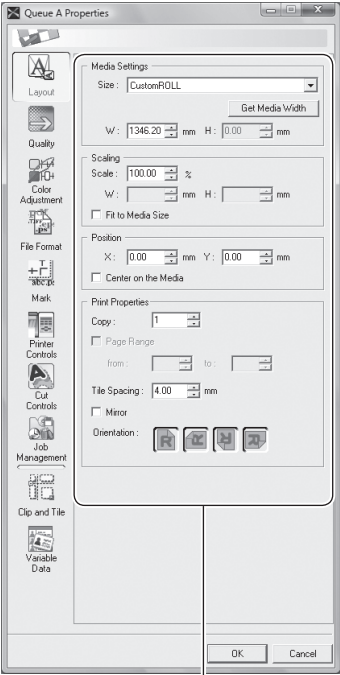 Queue A Properties
Layout
Quality
Color
Adjustment
File Format
Mark
Printer
Controls
Cut
Controls
Job
Management
Clip and Tile
Variable
Data
Media Settings
Size : CustomROLL
Get Media Width
W : 1346.20 mm H : 0.00 mm
Scaling
Scale : 100.00 %
W : mm H : mm
Fit to Media Size
Position
X : 0.00 mm Y : 0.00 mm
Center on the Media
Print Properties
Copy : 1
Page Range
from : to :
Tile Spacing : 4.00 mm
Mirror
Orientation : R R R R
OK Cancel